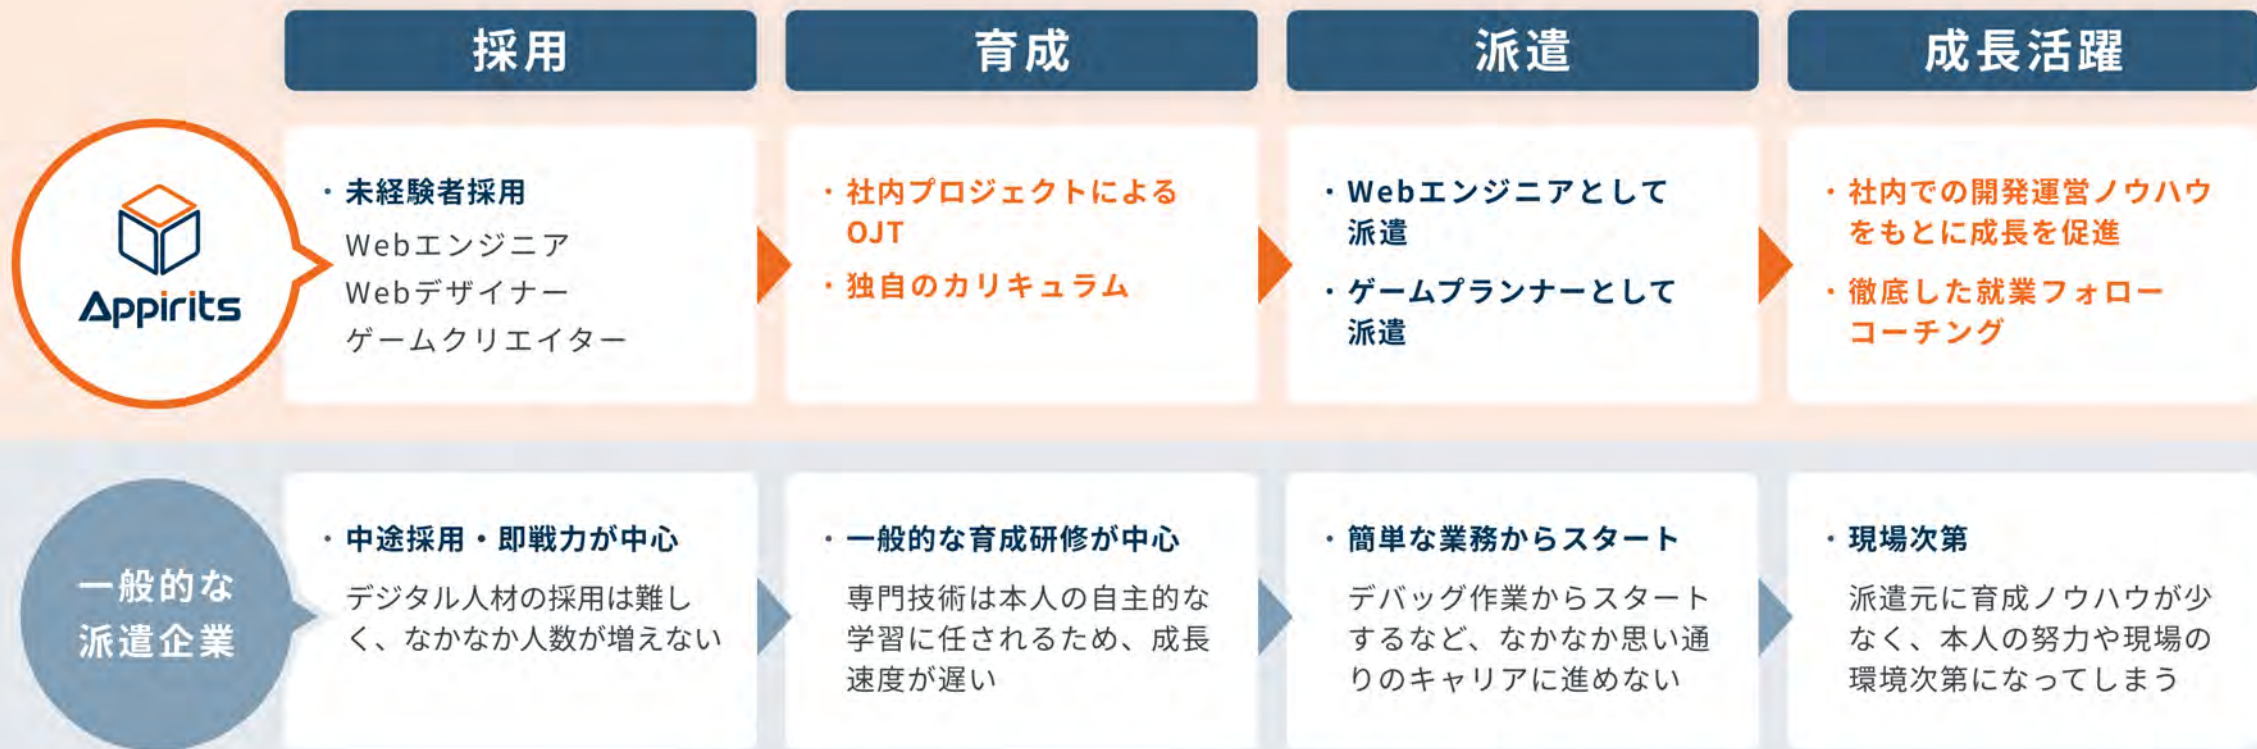 採用
育成
派遣
成長活躍
Appirits
・未経験者採用
Webエンジニア
Webデザイナー
ゲームクリエイター
・社内プロジェクトによる
OJT
・独自のカリキュラム
・Webエンジニアとして
派遣
・ゲームプランナーとして
派遣
・社内での開発運営ノウハウ
をもとに成長を促進
・徹底した就業フォロー
コーチング
一般的な
派遣企業
・中途採用・即戦力が中心
デジタル人材の採用は難し
く、なかなか人数が増えない
・一般的な育成研修が中心
専門技術は本人の自主的な
学習に任されるため、成長
速度が遅い
・簡単な業務からスタート
デバッグ作業からスタート
するなど、なかなか思い通
りのキャリアに進めない
・現場次第
派遣元に育成ノウハウが少
なく、本人の努力や現場の
環境次第になってしまう